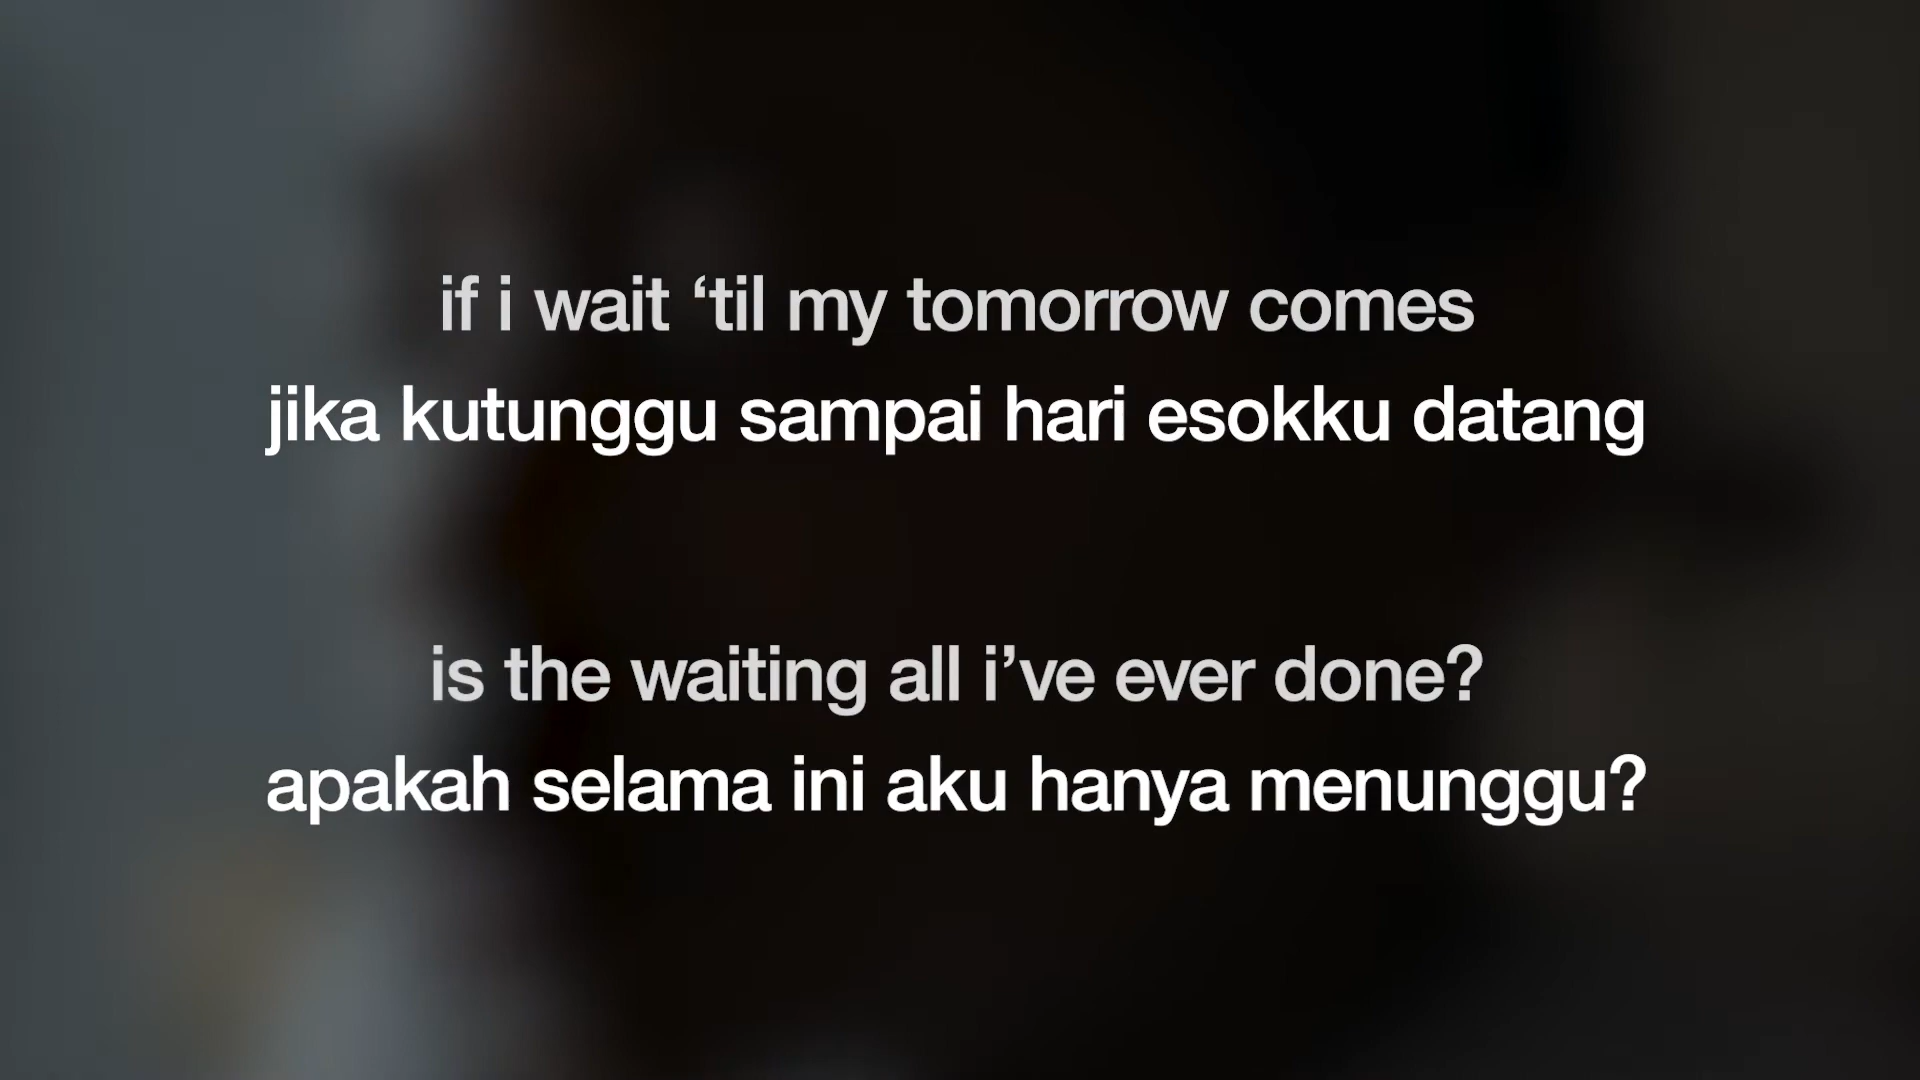 if i wait ‘til my tomorrow comes
jika kutunggu sampai hari esokku datang
is the waiting all i’ve ever done?
apakah selama ini aku hanya menunggu?